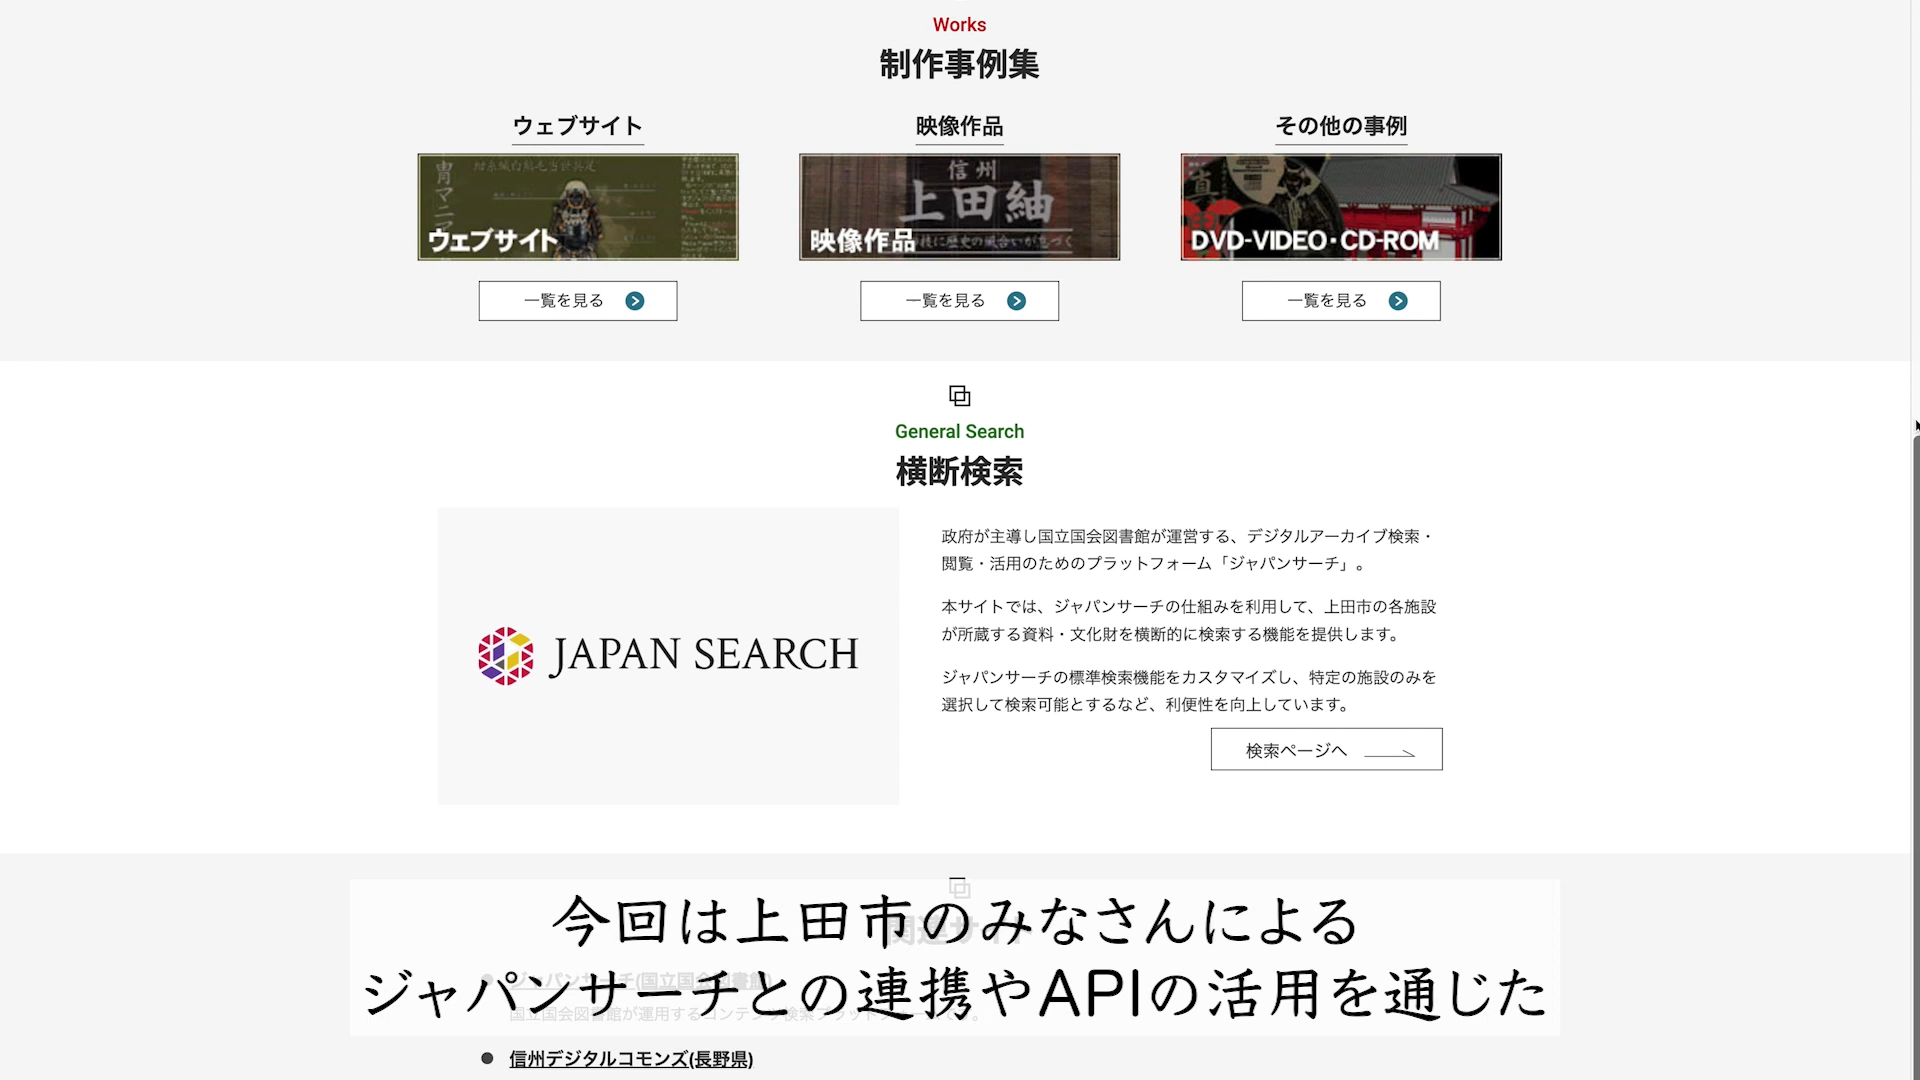 Works
制作事例集
ウェブサイト
映像作品
その他の事例
ウェブサイト
信州
上田紬
映像作品
DVD-VIDEO・CD-ROM
一覧を見る
一覧を見る
一覧を見る
General Search
横断検索
JAPAN SEARCH
政府が主導し国立国会図書館が運営する、デジタルアーカイブ検索・
閲覧・活用のためのプラットフォーム「ジャパンサーチ」。
本サイトでは、ジャパンサーチの仕組みを利用して、上田市の各施設
が所蔵する資料・文化財を横断的に検索する機能を提供します。
ジャパンサーチの標準検索機能をカスタマイズし、特定の施設のみを
選択して検索可能とするなど、利便性を向上しています。
検索ページへ
今回は上田市のみなさんによる
ジャパンサーチとの連携やAPIの活用を通じた
信州デジタルコモンズ(長野県)